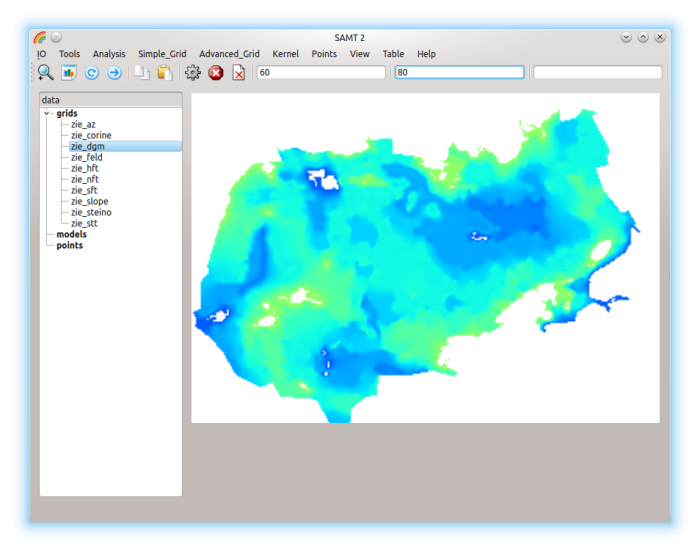 SAMT 2
IO Tools Analysis Simple_Grid Advanced_Grid Kernel Points View Table Help
60 80
data
grids
zie_az
zie_corine
zie_dgm
zie_feld
zie_hft
zie_nft
zie_sft
zie_slope
zie_steino
zie_stt
models
points